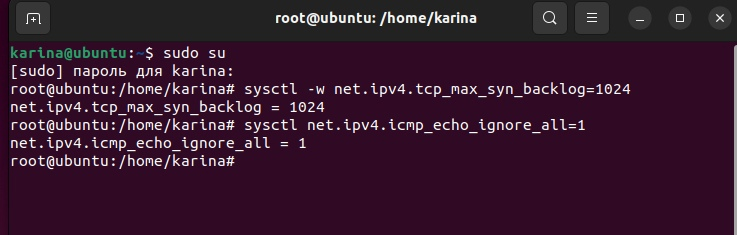 root@ubuntu: /home/karina
karina@ubuntu:~$ sudo su
[sudo] пароль для karina:
root@ubuntu:/home/karina# sysctl -w net.ipv4.tcp_max_syn_backlog=1024
net.ipv4.tcp_max_syn_backlog = 1024
root@ubuntu:/home/karina# sysctl net.ipv4.icmp_echo_ignore_all=1
net.ipv4.icmp_echo_ignore_all = 1
root@ubuntu:/home/karina#